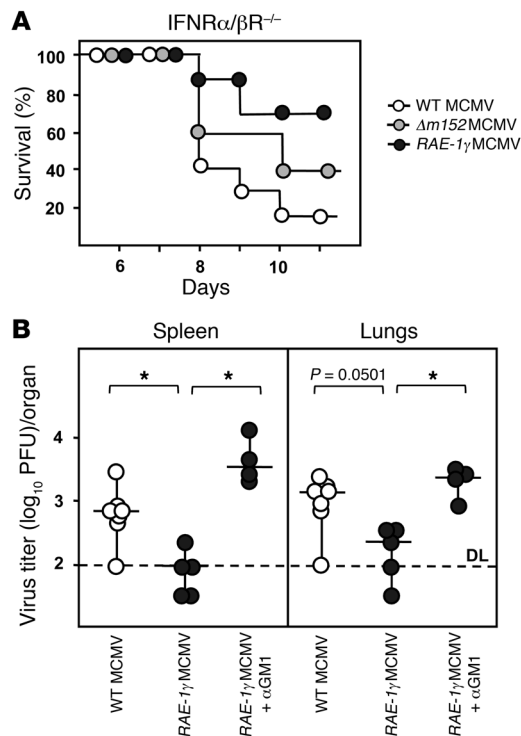 A
IFNRα/βR–/–
Survival (%)
100
80
60
40
20
6
8
10
Days
WT MCMV
Δm152MCMV
RAE-1γMCMV
B
Spleen
Lungs
Virus titer (log10 PFU)/organ
4
3
2
*
*
P = 0.0501
*
DL
WT MCMV
RAE-1γMCMV
RAE-1γMCMV
+ αGM1
WT MCMV
RAE-1γMCMV
RAE-1γMCMV
+ αGM1